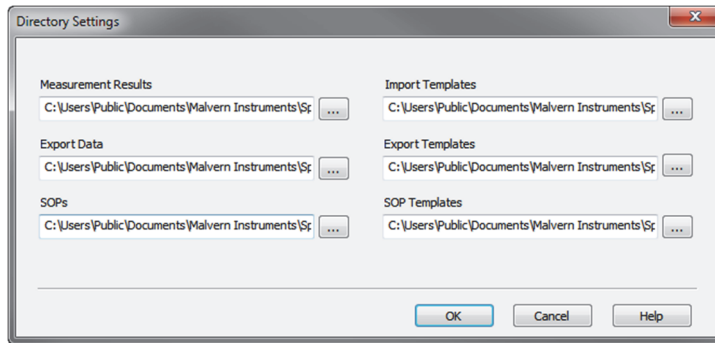 Directory Settings
Measurement Results
Import Templates
C:\Users\Public\Documents\Malvern Instruments\Sp
...
C:\Users\Public\Documents\Malvern Instruments\Sp
...
Export Data
Export Templates
C:\Users\Public\Documents\Malvern Instruments\Sp
...
C:\Users\Public\Documents\Malvern Instruments\Sp
...
SOPs
SOP Templates
C:\Users\Public\Documents\Malvern Instruments\Sp
...
C:\Users\Public\Documents\Malvern Instruments\Sp
...
OK
Cancel
Help